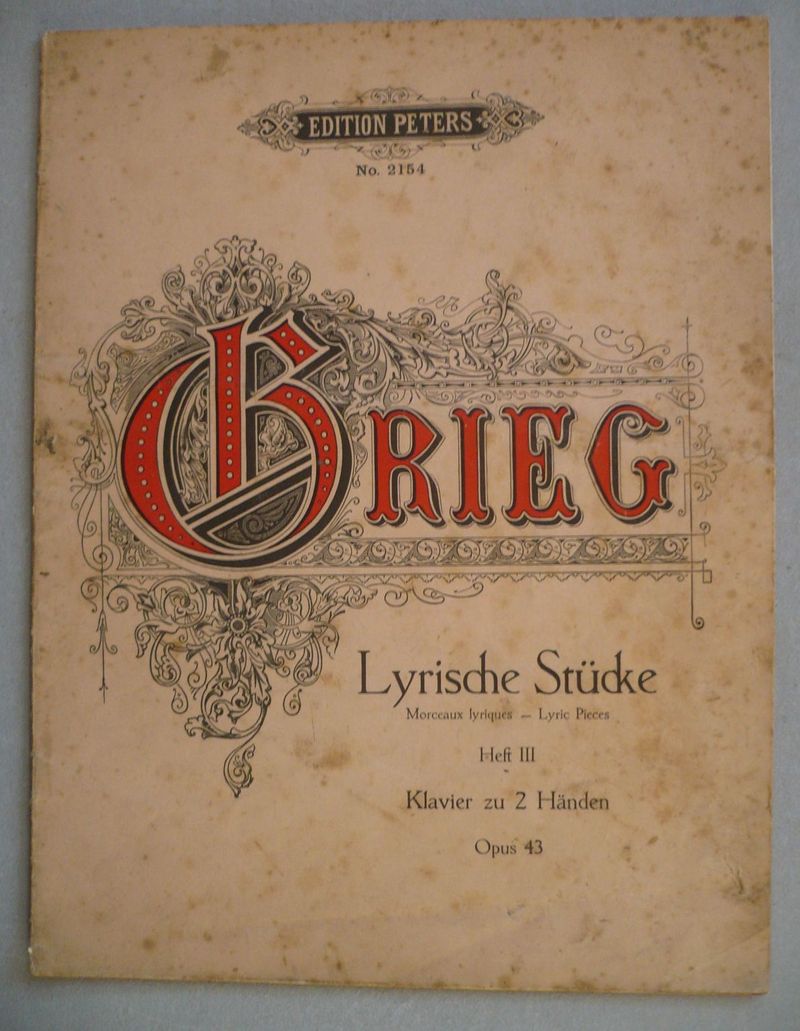 EDITION PETERS
No. 2154
GRIEG
Lyrische Stücke
Morceaux lyriques – Lyric Pieces
Heft III
Klavier zu 2 Händen
Opus 43